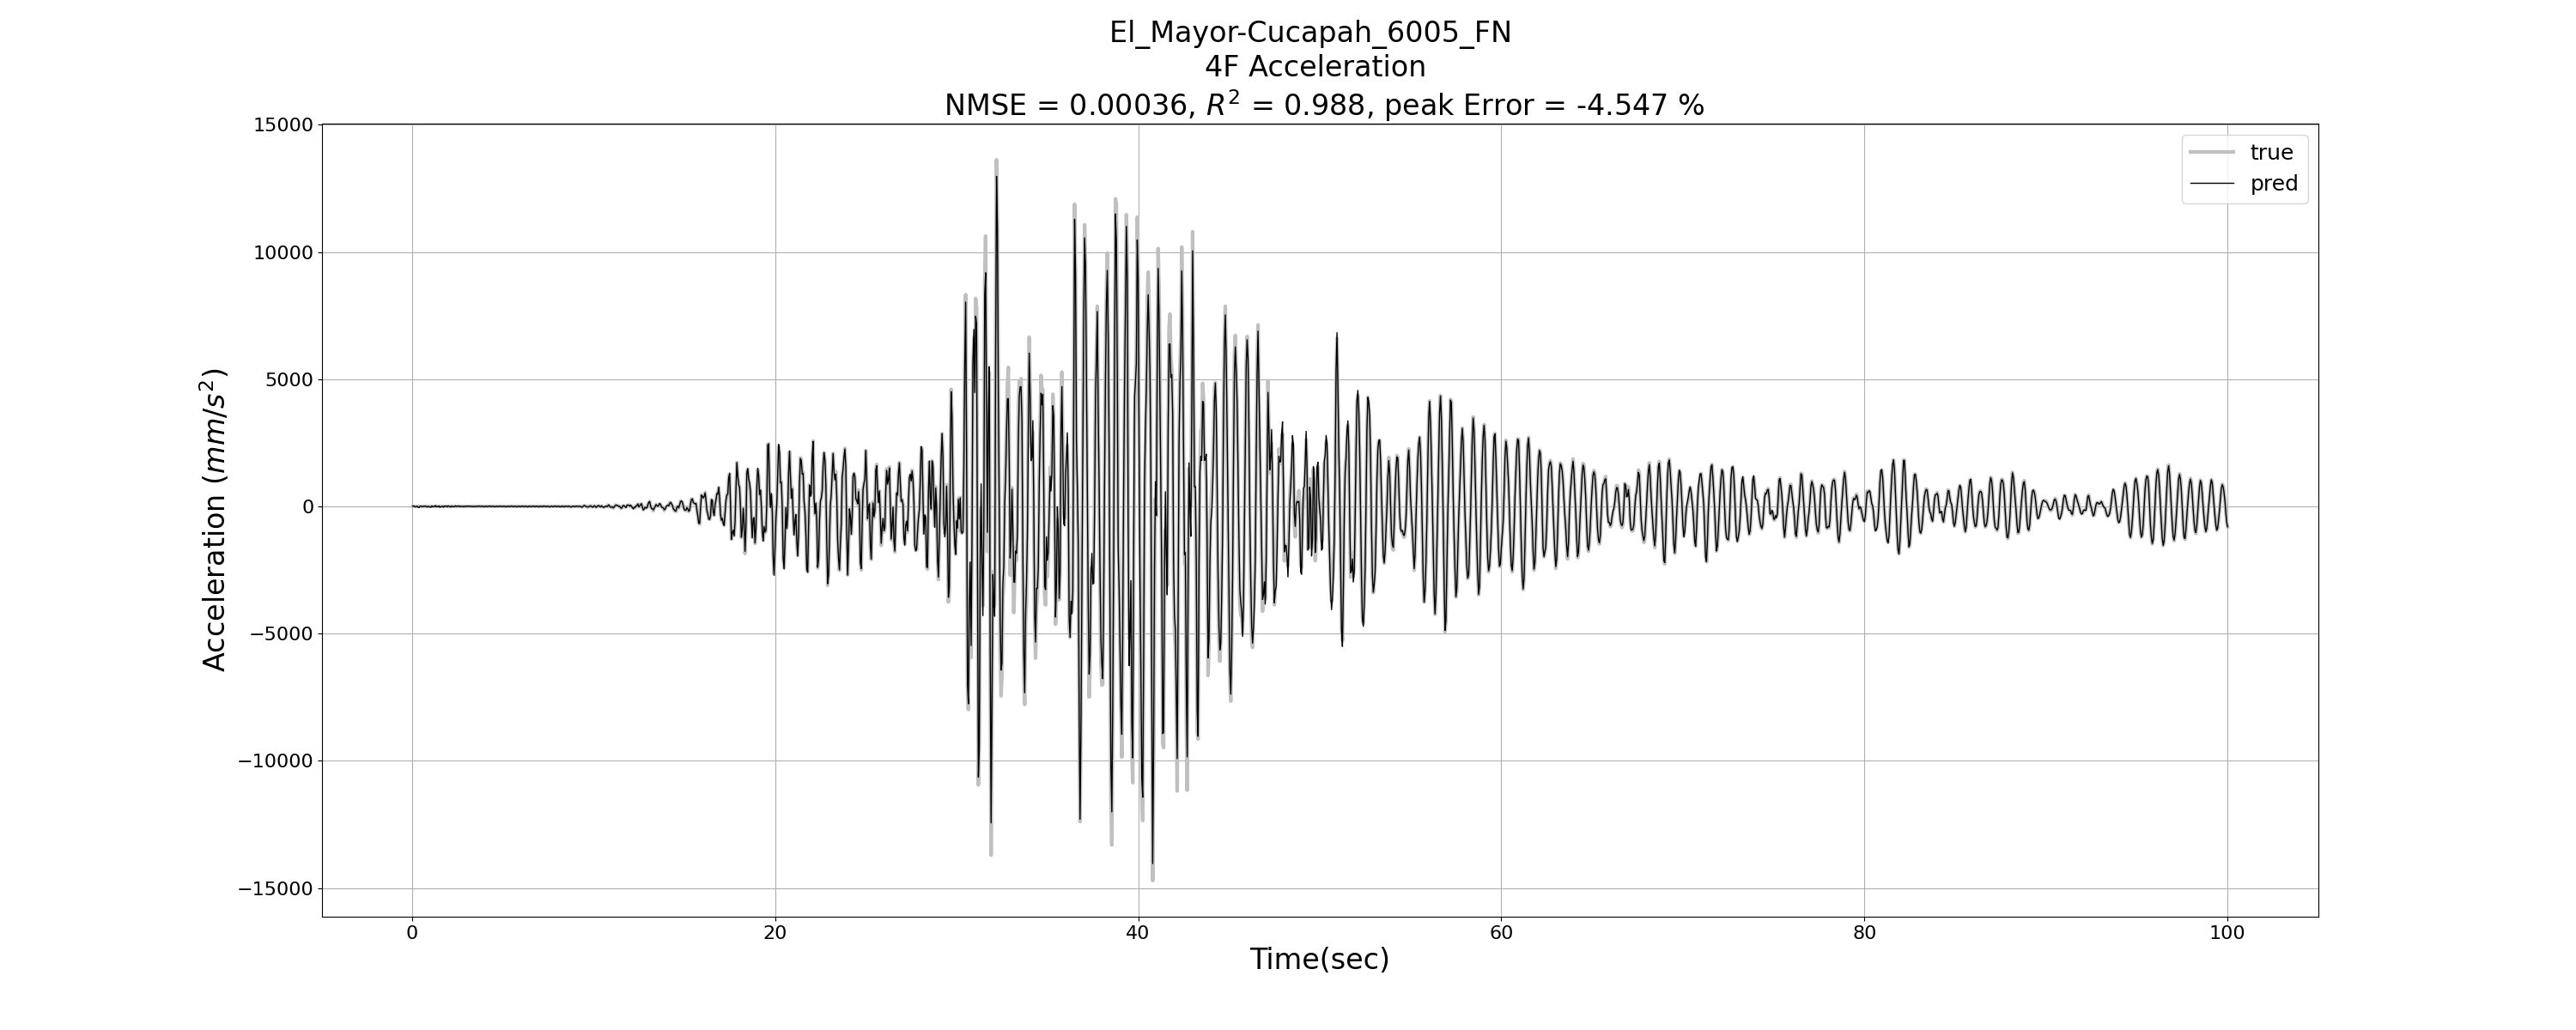 El_Mayor-Cucapah_6005_FN
4F Acceleration
NMSE = 0.00036, R² = 0.988, peak Error = -4.547 %
true
pred
15000
10000
5000
0
−5000
−10000
−15000
Acceleration (mm/s²)
0 20 40 60 80 100
Time(sec)